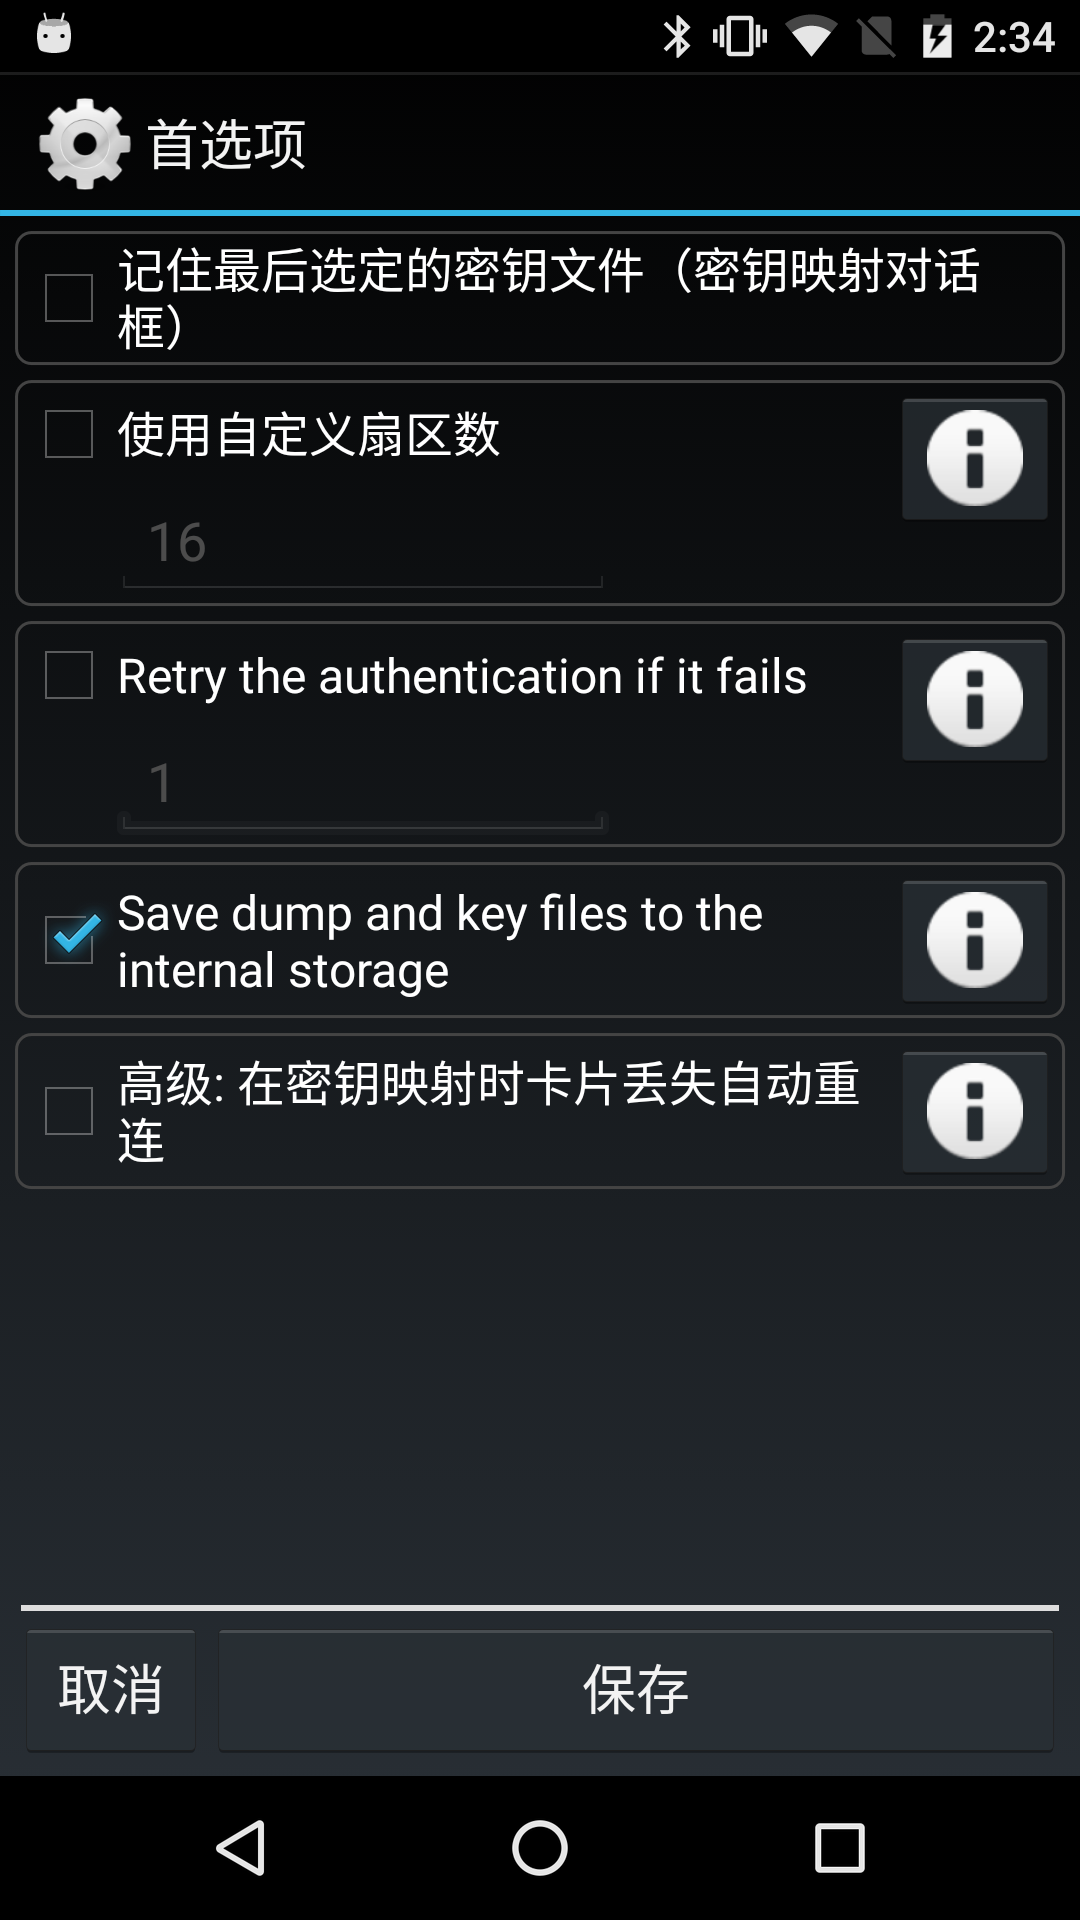 2:34
首选项
记住最后选定的密钥文件（密钥映射对话
框）
使用自定义扇区数
16
Retry the authentication if it fails
1
Save dump and key files to the
internal storage
高级: 在密钥映射时卡片丢失自动重
连
取消
保存